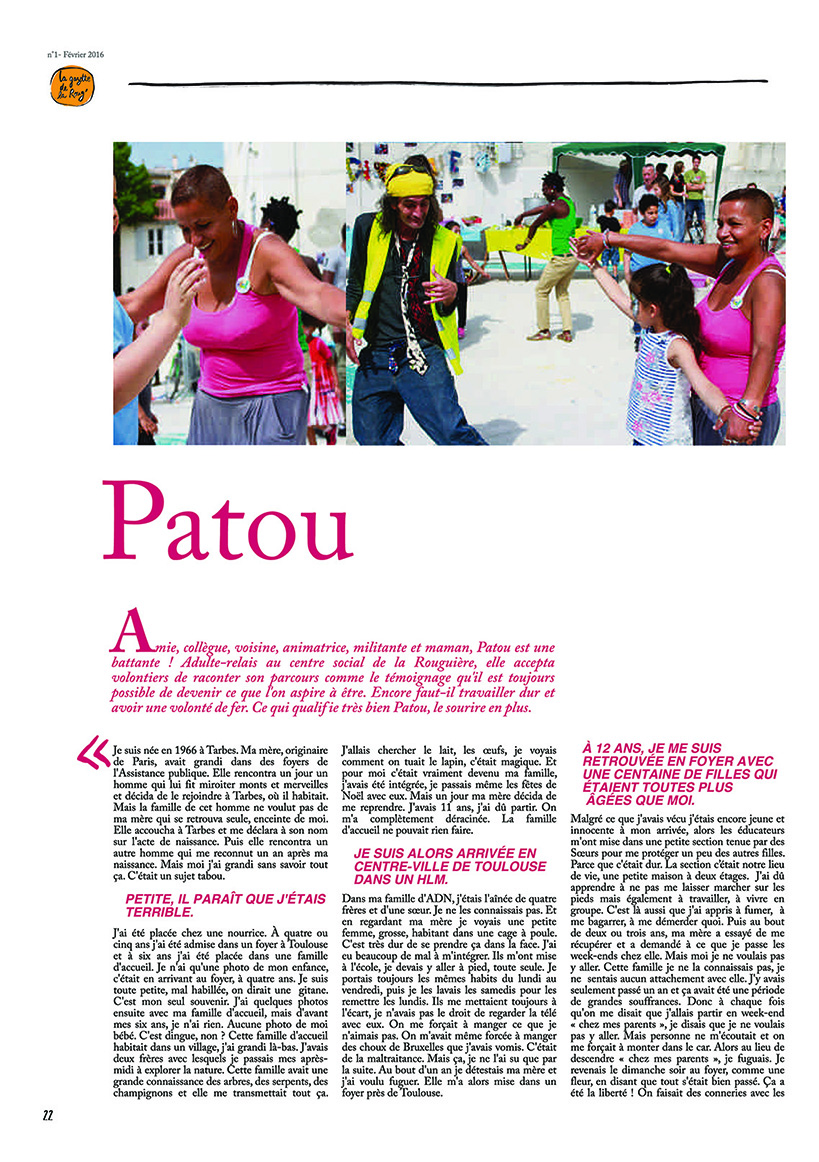 n°1- Février 2016
La gazette
de
la Roug'
Patou
Amie, collègue, voisine, animatrice, militante et maman, Patou est une
battante ! Adulte-relais au centre social de la Rouguière, elle accepta
volontiers de raconter son parcours comme le témoignage qu'il est toujours
possible de devenir ce que l'on aspire à être. Encore faut-il travailler dur et
avoir une volonté de fer. Ce qui qualifie très bien Patou, le sourire en plus.
«
Je suis née en 1966 à Tarbes. Ma mère, originaire
de Paris, avait grandi dans des foyers de
l'Assistance publique. Elle rencontra un jour un
homme qui lui fit miroiter monts et merveilles
et décida de le rejoindre à Tarbes, où il habitait.
Mais la famille de cet homme ne voulut pas de
ma mère qui se retrouva seule, enceinte de moi.
Elle accoucha à Tarbes et me déclara à son nom
sur l'acte de naissance. Puis elle rencontra un
autre homme qui me reconnut un an après ma
naissance. Mais moi j'ai grandi sans savoir tout
ça. C'était un sujet tabou.
PETITE, IL PARAÎT QUE J'ÉTAIS
TERRIBLE.
J'ai été placée chez une nourrice. À quatre ou
cinq ans j'ai été admise dans un foyer à Toulouse
et à six ans j'ai été placée dans une famille
d'accueil. Je n'ai qu'une photo de mon enfance,
c'était en arrivant au foyer, à quatre ans. Je suis
toute petite, mal habillée, on dirait une gitane.
C'est mon seul souvenir. J'ai quelques photos
ensuite avec ma famille d'accueil, mais d'avant
mes six ans, je n'ai rien. Aucune photo de moi
bébé. C'est dingue, non ? Cette famille d'accueil
habitait dans un village, j'ai grandi là-bas. J'avais
deux frères avec lesquels je passais mes après-
midi à explorer la nature. Cette famille avait une
grande connaissance des arbres, des serpents, des
champignons et elle me transmettait tout ça.
J'allais chercher le lait, les œufs, je voyais
comment on tuait le lapin, c'était magique. Et
pour moi c'était vraiment devenu ma famille,
j'avais été intégrée, je passais même les fêtes de
Noël avec eux. Mais un jour ma mère décida de
me reprendre. J'avais 11 ans, j'ai dû partir. On
m'a complètement déracinée. La famille
d'accueil ne pouvait rien faire.
JE SUIS ALORS ARRIVÉE EN
CENTRE-VILLE DE TOULOUSE
DANS UN HLM.
Dans ma famille d'ADN, j'étais l'aînée de quatre
frères et d'une sœur. Je ne les connaissais pas. Et
en regardant ma mère je voyais une petite
femme, grosse, habitant dans une cage à poule.
C'est très dur de se prendre ça dans la face. J'ai
eu beaucoup de mal à m'intégrer. Ils m'ont mise
à l'école, je devais y aller à pied, toute seule. Je
portais toujours les mêmes habits du lundi au
vendredi, puis je les lavais les samedis pour les
remettre les lundis. Ils me mettaient toujours à
l'écart, je n'avais pas le droit de regarder la télé
avec eux. On me forçait à manger ce que je
n'aimais pas. On m'avait même forcée à manger
des choux de Bruxelles que j'avais vomis. C'était
de la maltraitance. Mais ça, je ne l'ai su que par
la suite. Au bout d'un an je détestais ma mère et
j'ai voulu fuguer. Elle m'a alors mise dans un
foyer près de Toulouse.
À 12 ANS, JE ME SUIS
RETROUVÉE EN FOYER AVEC
UNE CENTAINE DE FILLES QUI
ÉTAIENT TOUTES PLUS
ÂGÉES QUE MOI.
Malgré ce que j'avais vécu j'étais encore jeune et
innocente à mon arrivée, alors les éducateurs
m'ont mise dans une petite section tenue par des
Sœurs pour me protéger un peu des autres filles.
Parce que c'était dur. La section c'était notre lieu
de vie, une petite maison à deux étages. J'ai dû
apprendre à ne pas me laisser marcher sur les
pieds mais également à travailler, à vivre en
groupe. C'est là aussi que j'ai appris à fumer, à
me bagarrer, à me démerder quoi. Puis au bout
de deux ou trois ans, ma mère a essayé de me
récupérer et a demandé à ce que je passe les
week-ends chez elle. Mais moi je ne voulais pas
y aller. Cette famille je ne la connaissais pas, je
ne sentais aucun attachement avec elle. J'y avais
seulement passé un an et ça avait été une période
de grandes souffrances. Donc à chaque fois
qu'on me disait que j'allais partir en week-end
« chez mes parents », je disais que je ne voulais
pas y aller. Mais personne ne m'écoutait et on
me forçait à monter dans le car. Alors au lieu de
descendre « chez mes parents », je fuguais. Je
revenais le dimanche soir au foyer, comme une
fleur, en disant que tout s'était bien passé. Ça a
été la liberté ! On faisait des conneries avec les
22